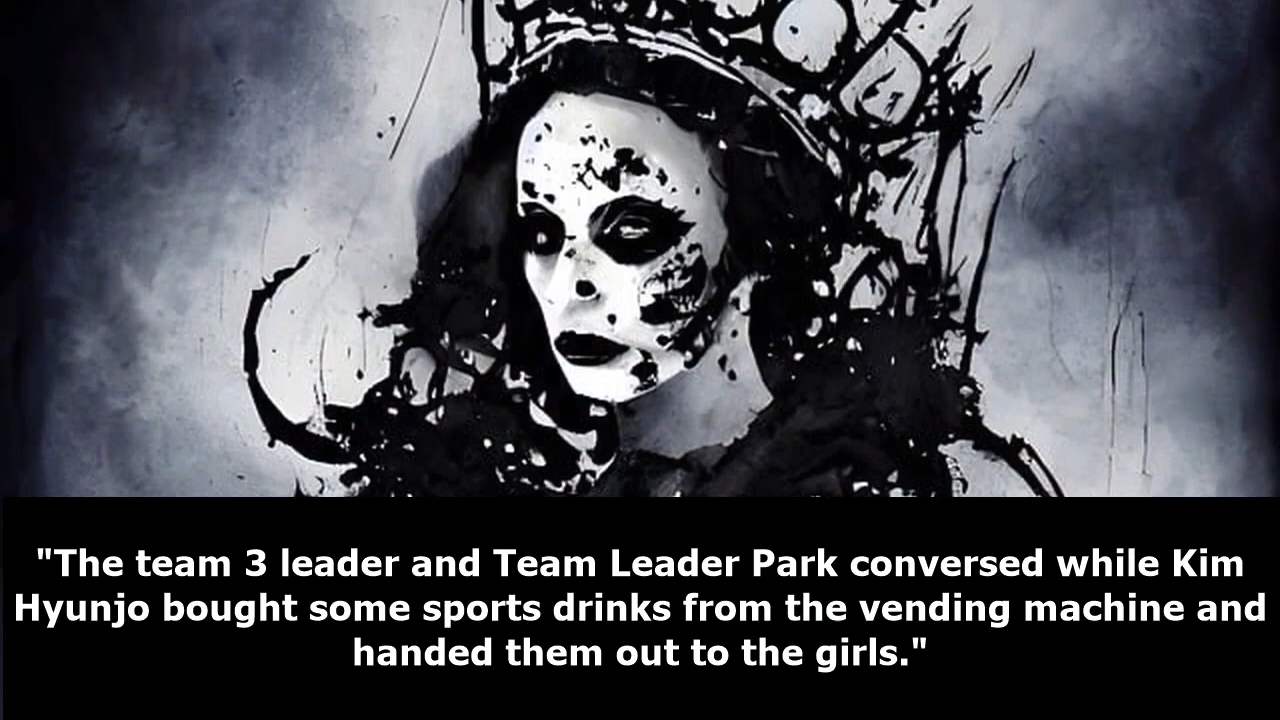 "The team 3 leader and Team Leader Park conversed while Kim
Hyunjo bought some sports drinks from the vending machine and
handed them out to the girls."